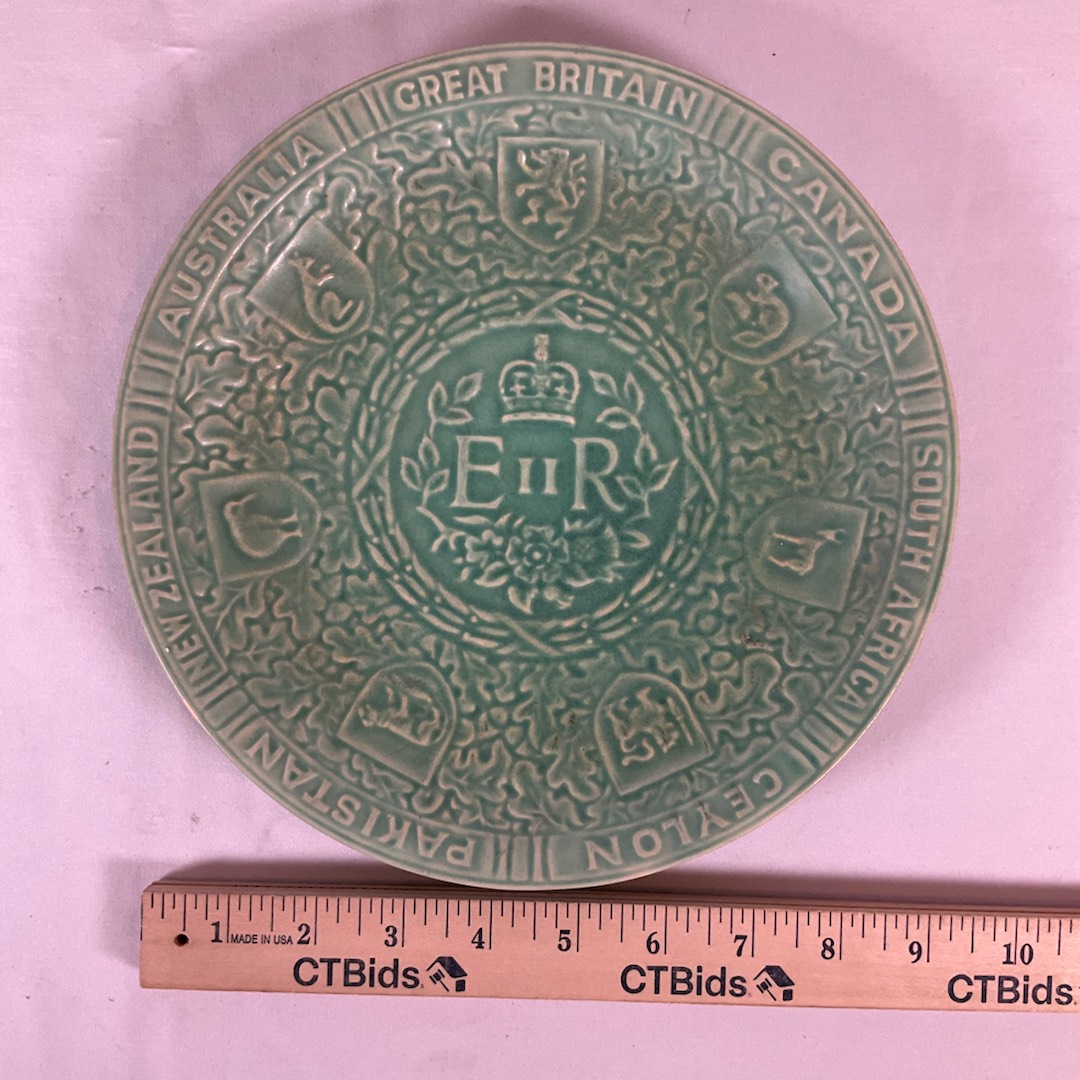 GREAT BRITAIN
CANADA
SOUTH AFRICA
CEYLON
PAKISTAN
NEW ZEALAND
AUSTRALIA
E II R
1 2 3 4 5 6 7 8 9 10
MADE IN USA
CTBids CTBids CTBids